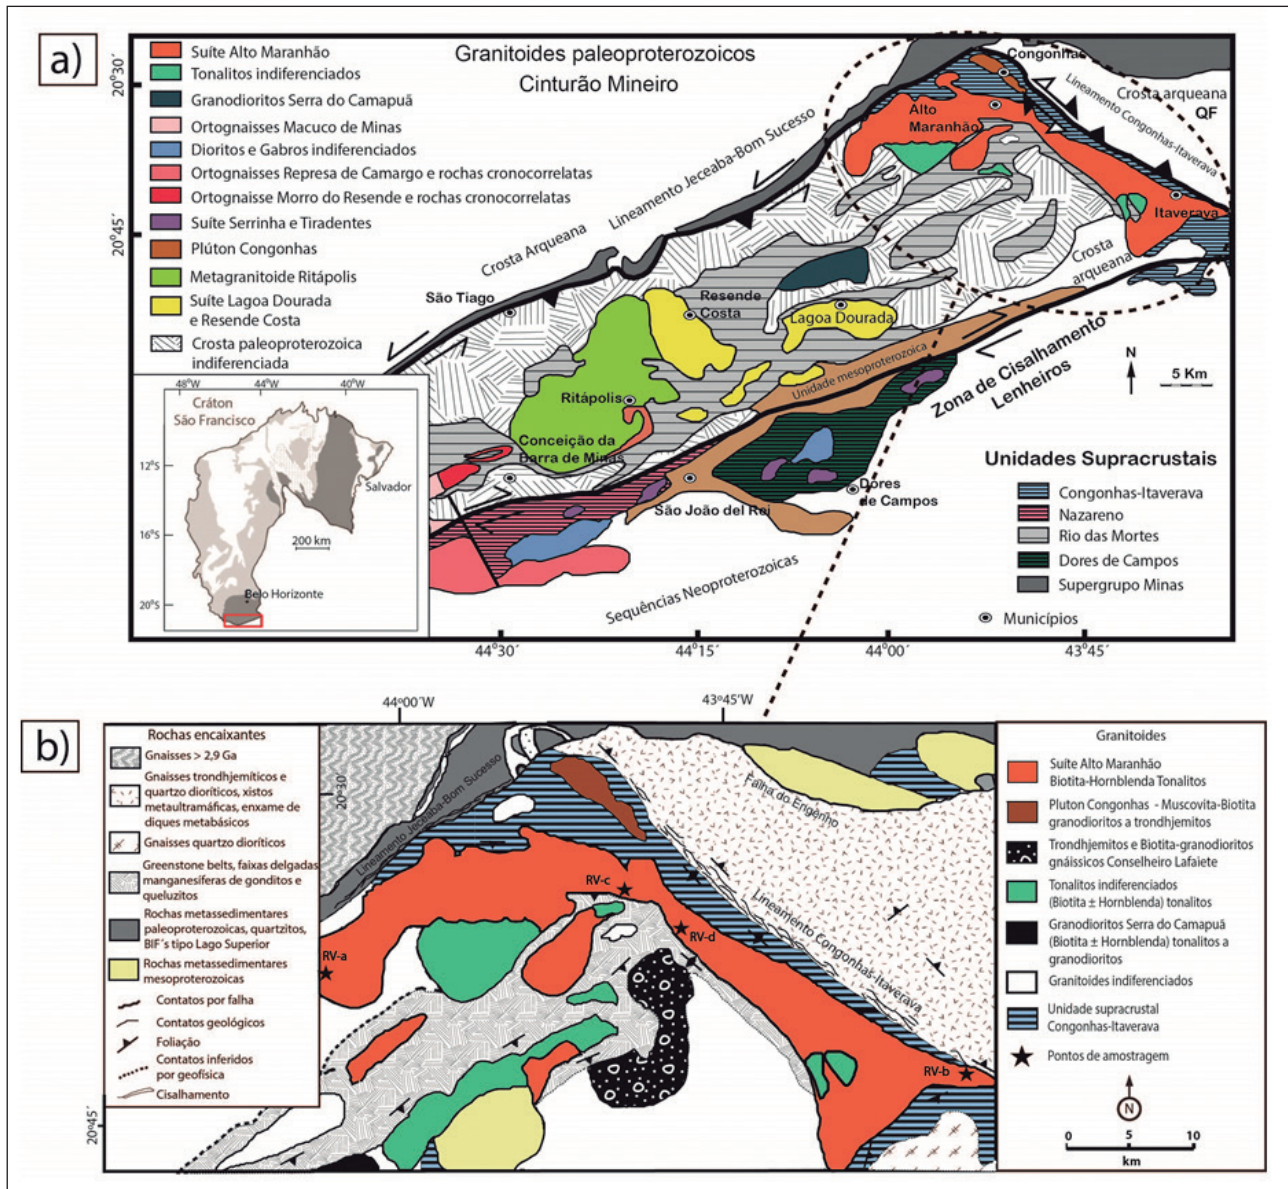 a)
Granitoides paleoproterozoicos
Cinturão Mineiro
Suíte Alto Maranhão
Tonalitos indiferenciados
Granodioritos Serra do Camapuã
Ortognaisses Macuco de Minas
Dioritos e Gabros indiferenciados
Ortognaisses Represa de Camargo e rochas cronocorrelatas
Ortognaisse Morro do Resende e rochas cronocorrelatas
Suíte Serrinha e Tiradentes
Plúton Congonhas
Metagranitoide Ritápolis
Suíte Lagoa Dourada
e Resende Costa
Crosta paleoproterozoica
indiferenciada
20°30´
20°45´
Congonhas
Crosta arqueana
QF
Lineamento Congonhas-Itaverava
Alto
Maranhão
Itaverava
Lineamento Jeceaba-Bom Sucesso
Crosta Arqueana
Crosta
arqueana
São Tiago
Resende
Costa
Lagoa Dourada
Unidade mesoproterozoica
Zona de Cisalhamento
Lenheiros
N
5 Km
Ritápolis
Conceição da
Barra de Minas
São João del Rei
Dores
de Campos
Sequências Neoproterozoicas
Unidades Supracrustais
Congonhas-Itaverava
Nazareno
Rio das Mortes
Dores de Campos
Supergrupo Minas
Municípios
48°W
44°W
40°W
Cráton
São Francisco
12°S
16°S
20°S
Salvador
200 km
Belo Horizonte
44°30´
44°15´
44°00´
43°45´
b)
44º00´W
43º45´W
20º30´
20º45´
Rochas encaixantes
Gnaisses > 2,9 Ga
Gnaisses trondhjemíticos e
quartzo dioríticos, xistos
metaultramáficas, enxame de
diques metabásicos
Gnaisses quartzo dioríticos
Greenstone belts, faixas delgadas
manganesíferas de gonditos e
queluzitos
Rochas metassedimentares
paleoproterozoicas, quartzitos,
BIF´s tipo Lago Superior
Rochas metassedimentares
mesoproterozoicas
Contatos por falha
Contatos geológicos
Foliação
Contatos inferidos
por geofísica
Cisalhamento
Lineamento Jeceaba-Bom Sucesso
Falha do Engenho
Lineamento Congonhas-Itaverava
RV-a
RV-c
RV-d
RV-b
Granitoides
Suíte Alto Maranhão
Biotita-Hornblenda Tonalitos
Pluton Congonhas - Muscovita-Biotita
granodioritos a trondhjemitos
Trondhjemitos e Biotita-granodioritos
gnáissicos Conselheiro Lafaiete
Tonalitos indiferenciados
(Biotita ± Hornblenda) tonalitos
Granodioritos Serra do Camapuã
(Biotita ± Hornblenda) tonalitos a
granodioritos
Granitoides indiferenciados
Unidade supracrustal
Congonhas-Itaverava
Pontos de amostragem
N
0 5 10
km